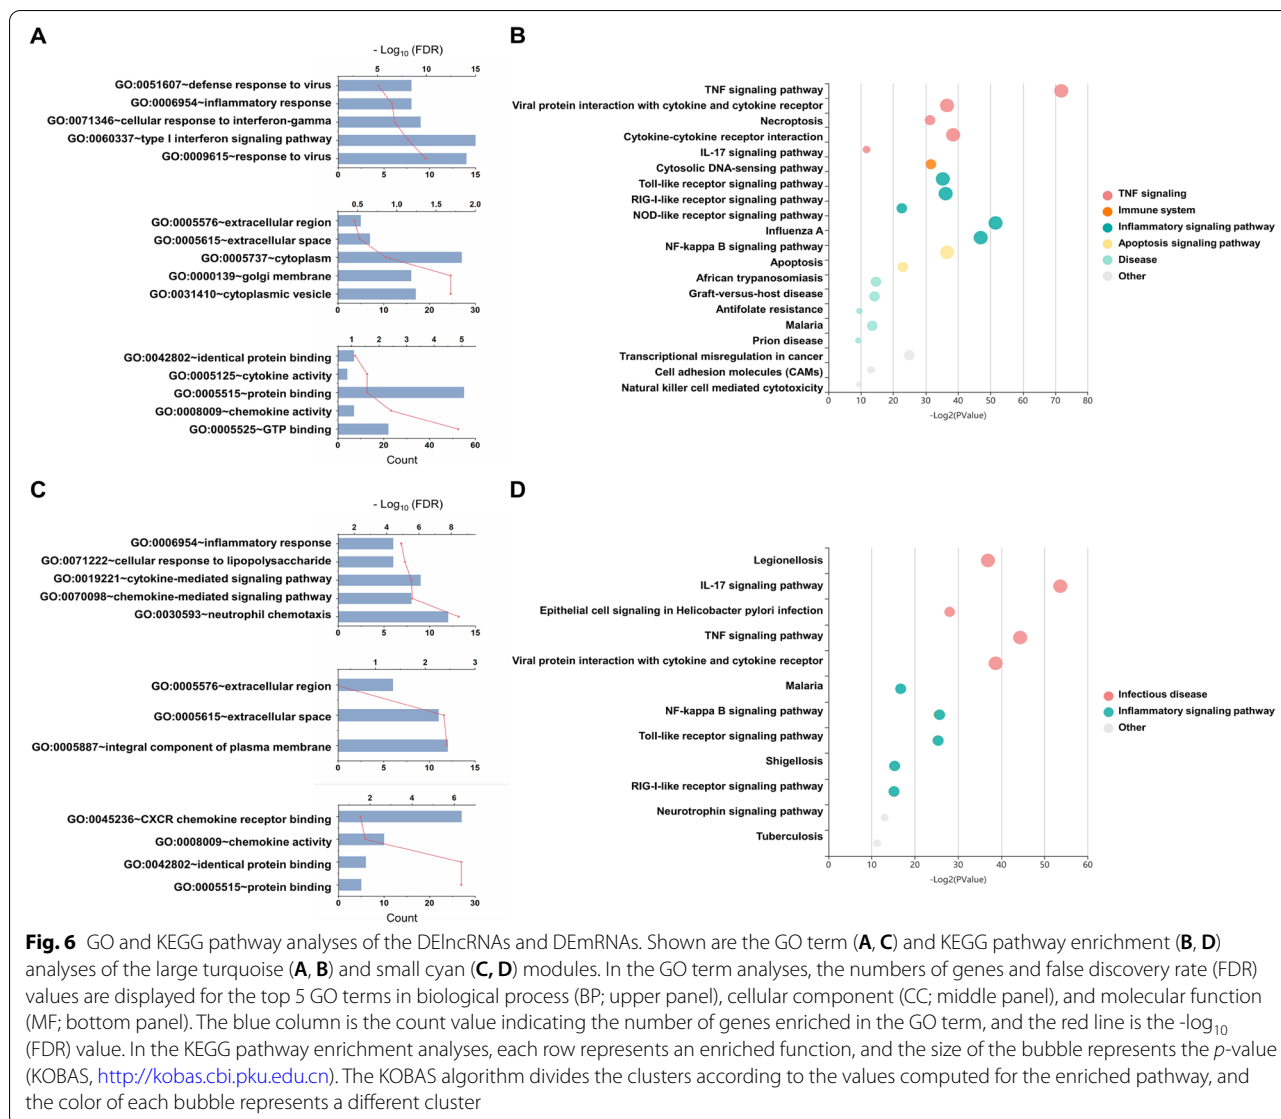 A
- Log10 (FDR)
5 10 15
GO:0051607~defense response to virus
GO:0006954~inflammatory response
GO:0071346~cellular response to interferon-gamma
GO:0060337~type I interferon signaling pathway
GO:0009615~response to virus
0 5 10 15
0.5 1.0 1.5 2.0
GO:0005576~extracellular region
GO:0005615~extracellular space
GO:0005737~cytoplasm
GO:0000139~golgi membrane
GO:0031410~cytoplasmic vesicle
0 10 20 30
1 2 3 4 5
GO:0042802~identical protein binding
GO:0005125~cytokine activity
GO:0005515~protein binding
GO:0008009~chemokine activity
GO:0005525~GTP binding
0 20 40 60
Count
B
TNF signaling pathway
Viral protein interaction with cytokine and cytokine receptor
Necroptosis
Cytokine-cytokine receptor interaction
IL-17 signaling pathway
Cytosolic DNA-sensing pathway
Toll-like receptor signaling pathway
RIG-I-like receptor signaling pathway
NOD-like receptor signaling pathway
Influenza A
NF-kappa B signaling pathway
Apoptosis
African trypanosomiasis
Graft-versus-host disease
Antifolate resistance
Malaria
Prion disease
Transcriptional misregulation in cancer
Cell adhesion molecules (CAMs)
Natural killer cell mediated cytotoxicity
0 10 20 30 40 50 60 70 80
-Log2(PValue)
TNF signaling
Immune system
Inflammatory signaling pathway
Apoptosis signaling pathway
Disease
Other
C
- Log10 (FDR)
2 4 6 8
GO:0006954~inflammatory response
GO:0071222~cellular response to lipopolysaccharide
GO:0019221~cytokine-mediated signaling pathway
GO:0070098~chemokine-mediated signaling pathway
GO:0030593~neutrophil chemotaxis
0 5 10 15
1 2 3
GO:0005576~extracellular region
GO:0005615~extracellular space
GO:0005887~integral component of plasma membrane
0 5 10 15
2 4 6
GO:0045236~CXCR chemokine receptor binding
GO:0008009~chemokine activity
GO:0042802~identical protein binding
GO:0005515~protein binding
0 10 20 30
Count
D
Legionellosis
IL-17 signaling pathway
Epithelial cell signaling in Helicobacter pylori infection
TNF signaling pathway
Viral protein interaction with cytokine and cytokine receptor
Malaria
NF-kappa B signaling pathway
Toll-like receptor signaling pathway
Shigellosis
RIG-I-like receptor signaling pathway
Neurotrophin signaling pathway
Tuberculosis
0 10 20 30 40 50 60
-Log2(PValue)
Infectious disease
Inflammatory signaling pathway
Other
Fig. 6 GO and KEGG pathway analyses of the DElncRNAs and DEmRNAs. Shown are the GO term (A, C) and KEGG pathway enrichment (B, D)
analyses of the large turquoise (A, B) and small cyan (C, D) modules. In the GO term analyses, the numbers of genes and false discovery rate (FDR)
values are displayed for the top 5 GO terms in biological process (BP; upper panel), cellular component (CC; middle panel), and molecular function
(MF; bottom panel). The blue column is the count value indicating the number of genes enriched in the GO term, and the red line is the -log10
(FDR) value. In the KEGG pathway enrichment analyses, each row represents an enriched function, and the size of the bubble represents the p-value
(KOBAS, http://kobas.cbi.pku.edu.cn). The KOBAS algorithm divides the clusters according to the values computed for the enriched pathway, and
the color of each bubble represents a different cluster